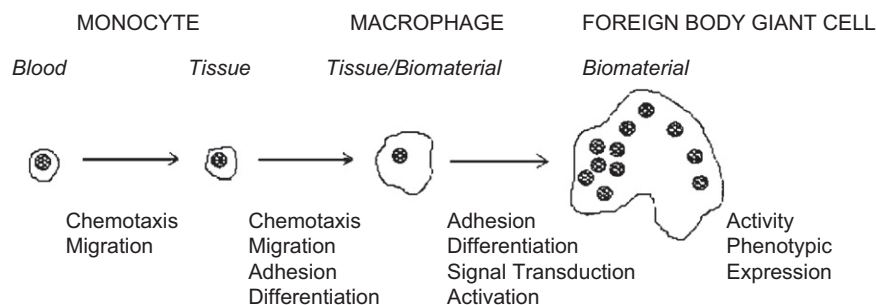 MONOCYTE MACROPHAGE FOREIGN BODY GIANT CELL
Blood Tissue Tissue/Biomaterial Biomaterial
Chemotaxis
Migration
Chemotaxis
Migration
Adhesion
Differentiation
Adhesion
Differentiation
Signal Transduction
Activation
Activity
Phenotypic
Expression